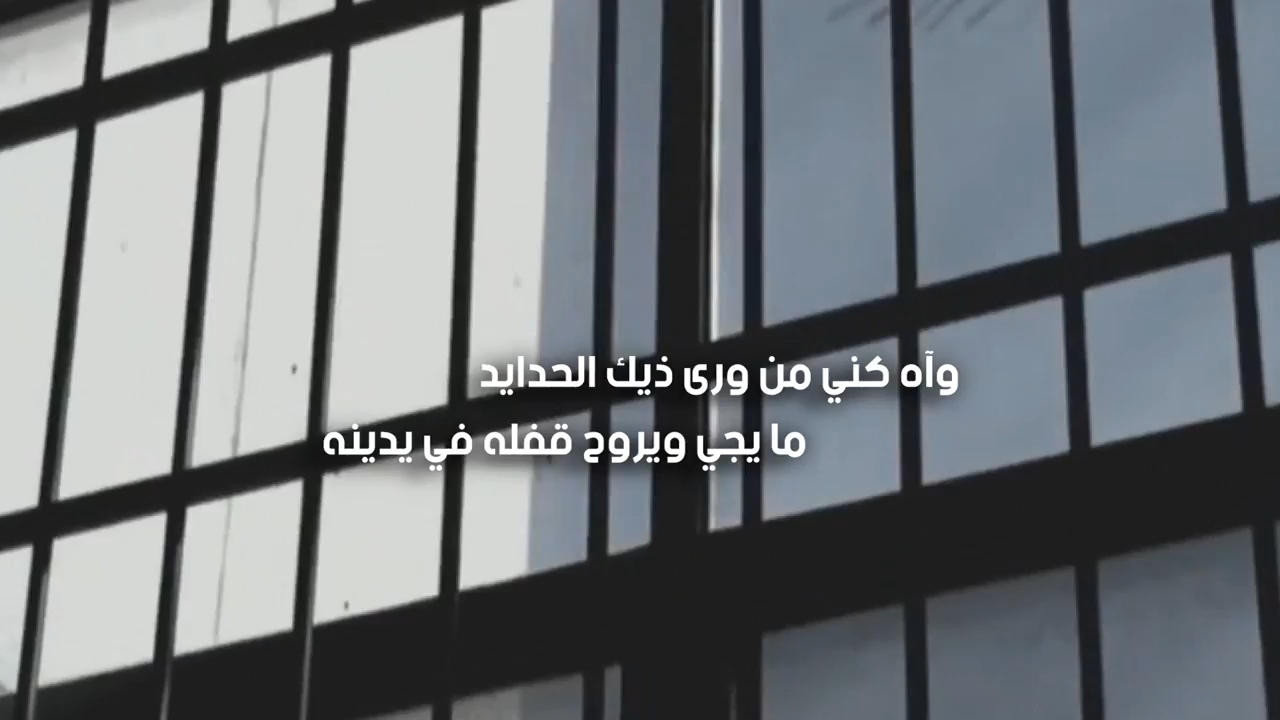 وآه كني من ورى ذيك الحدايد
ما يجي ويروح قفله في يدينه